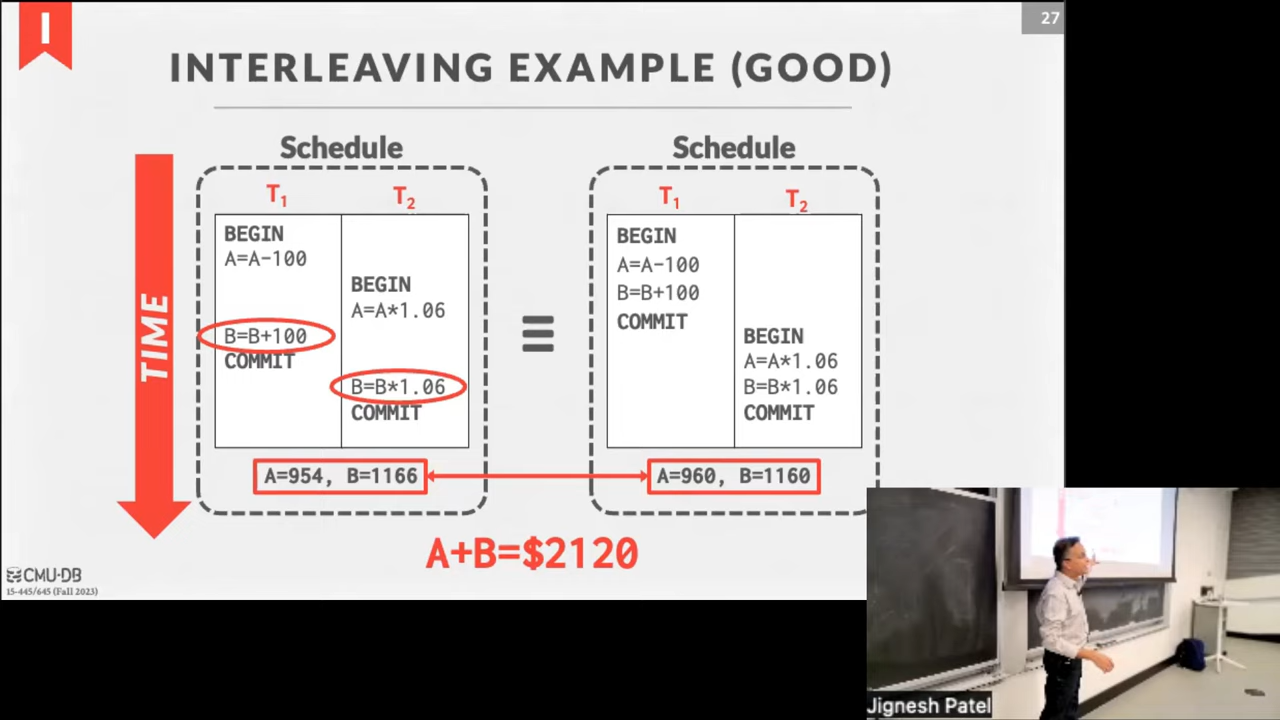 I
27
INTERLEAVING EXAMPLE (GOOD)
TIME
Schedule
T1
T2
BEGIN
A=A-100
BEGIN
A=A*1.06
B=B+100
COMMIT
B=B*1.06
COMMIT
A=954, B=1166
≡
Schedule
T1
T2
BEGIN
A=A-100
B=B+100
COMMIT
BEGIN
A=A*1.06
B=B*1.06
COMMIT
A=960, B=1160
A+B=$2120
CMU·DB
15-445/645 (Fall 2023)
Jignesh Patel